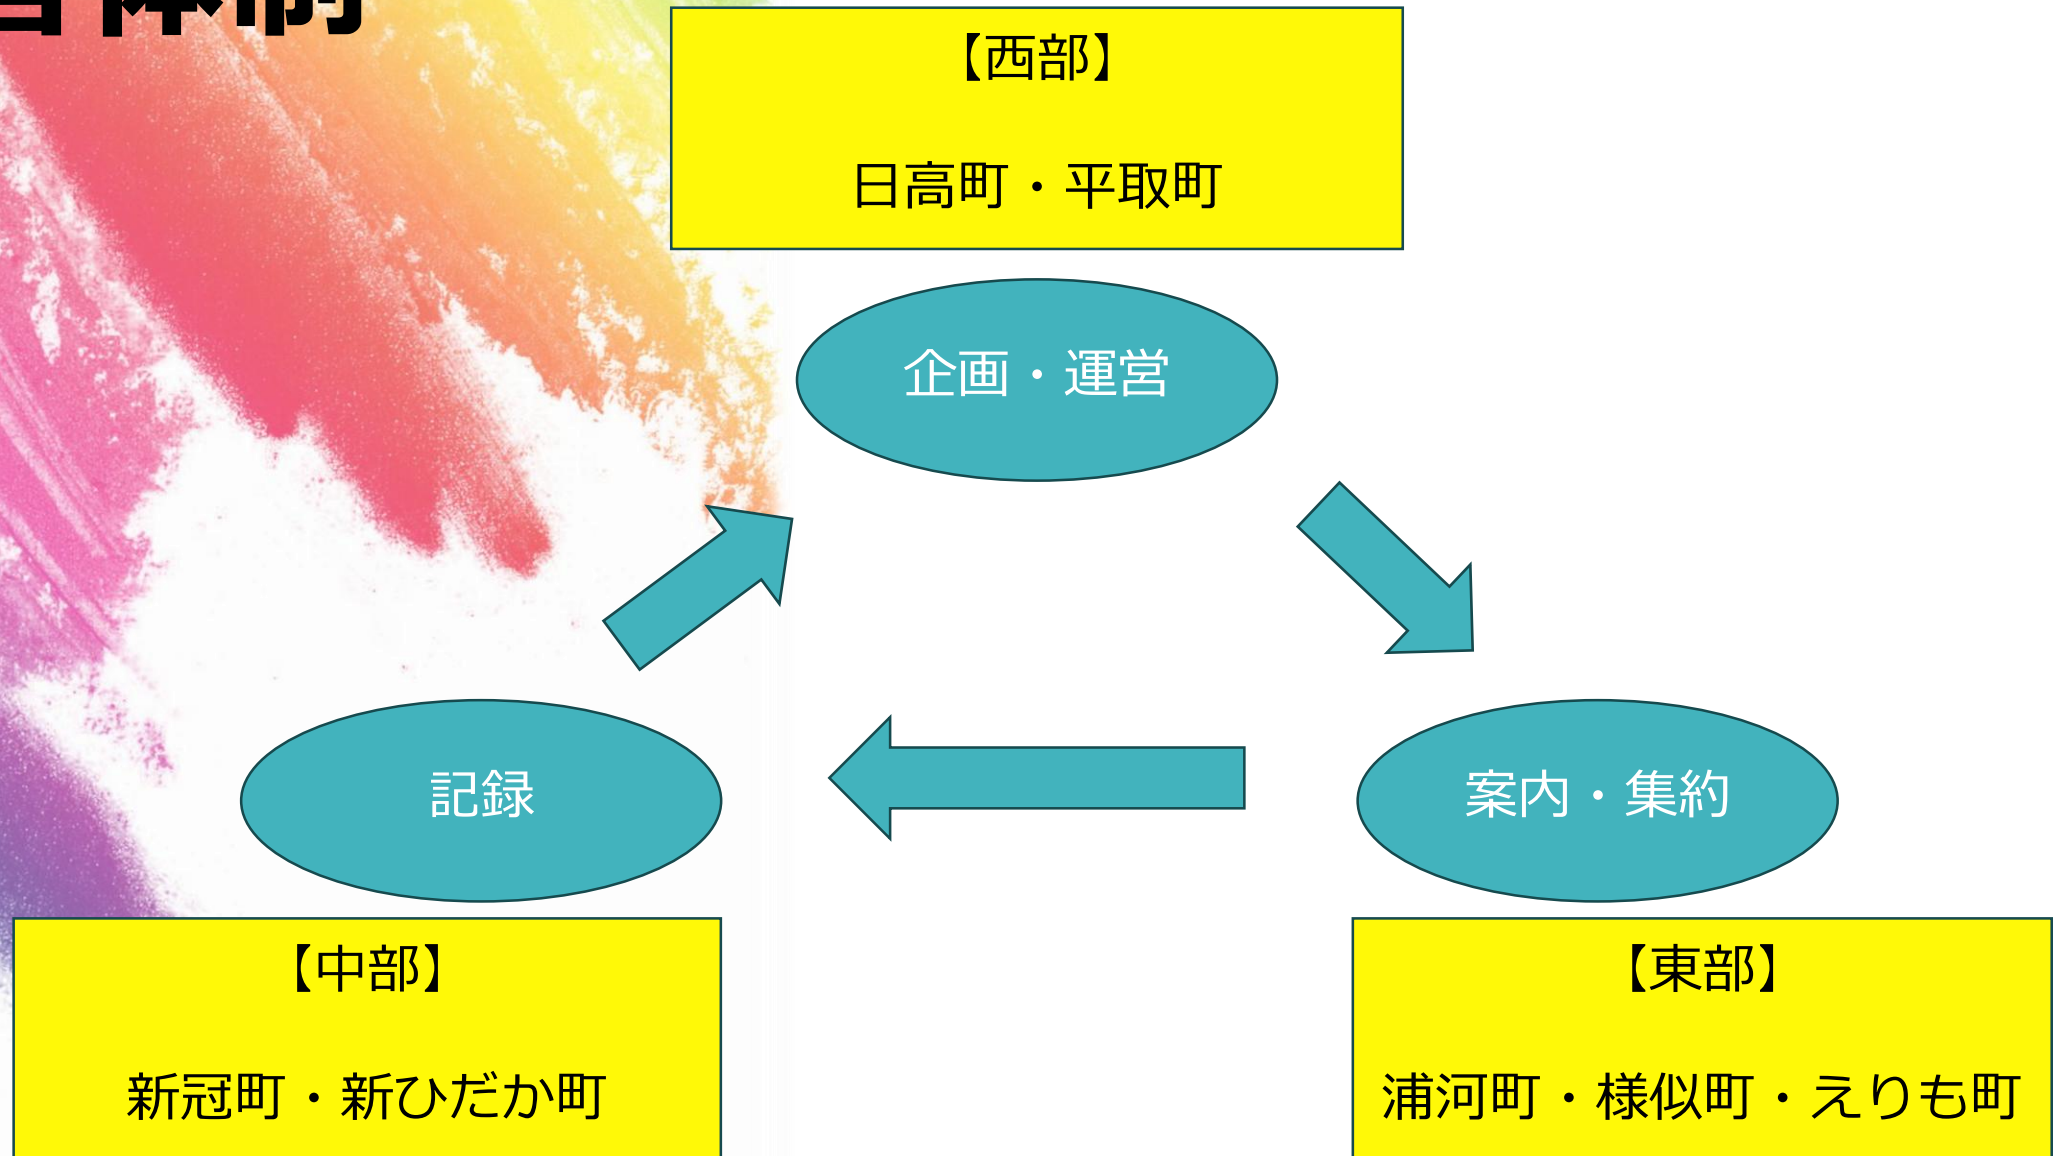 体制
【西部】
日高町・平取町
企画・運営
記録
案内・集約
【中部】
新冠町・新ひだか町
【東部】
浦河町・様似町・えりも町